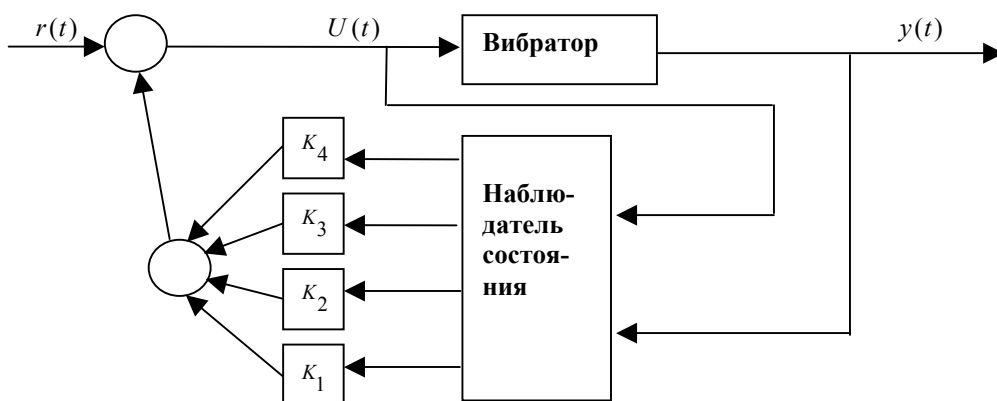 r(t)
U(t)
Вибратор
y(t)
K4
K3
K2
K1
Наблю-
датель
состоя-
ния